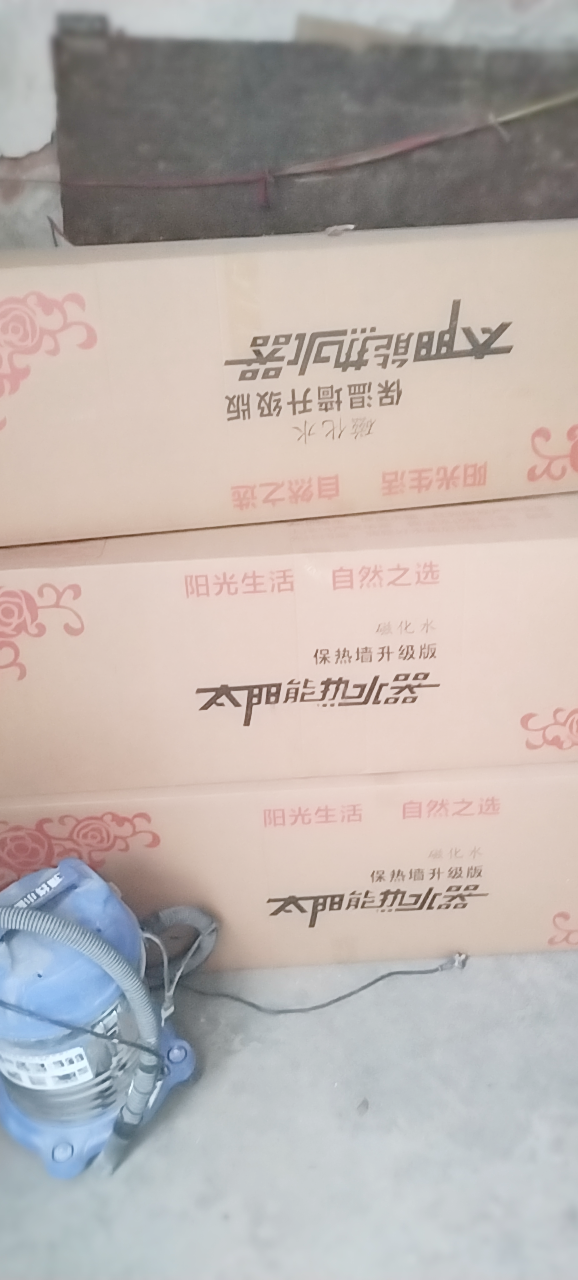 太阳能热水器
保温墙升级版
磁化水
阳光生活 自然之选
阳光生活 自然之选
磁化水
保热墙升级版
太阳能热水器
阳光生活 自然之选
磁化水
保热墙升级版
太阳能热水器